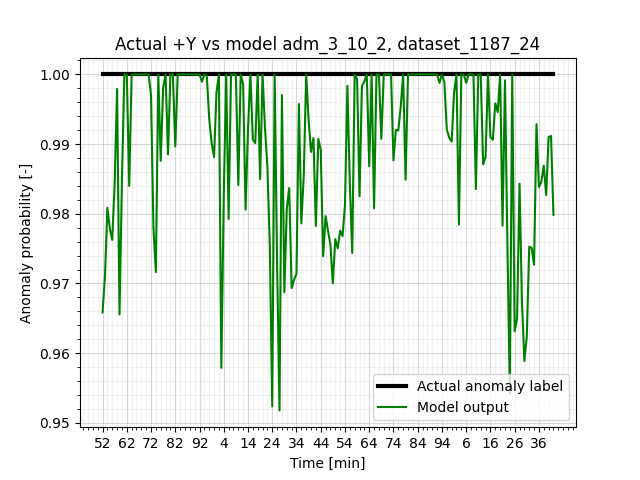 Actual +Y vs model adm_3_10_2, dataset_1187_24
1.00
0.99
0.98
0.97
0.96
0.95
Anomaly probability [-]
Actual anomaly label
Model output
52 62 72 82 92 4 14 24 34 44 54 64 74 84 94 6 16 26 36
Time [min]